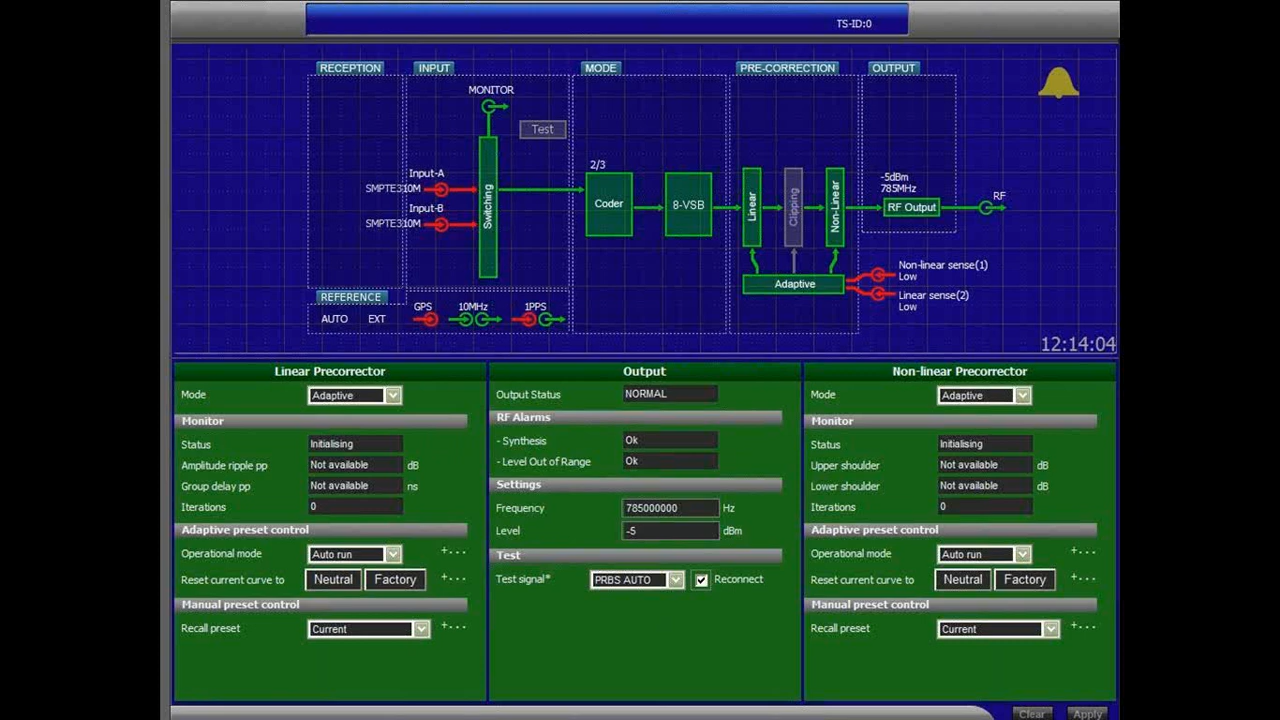 TS-ID:0
RECEPTION INPUT MODE PRE-CORRECTION OUTPUT
MONITOR
Test
2/3
Input-A
SMPTE310M
Input-B
SMPTE310M
Switching
Coder
8-VSB
Linear
Clipping
Non-Linear
-5dBm
785MHz
RF Output
RF
Adaptive
Non-linear sense(1)
Low
Linear sense(2)
Low
REFERENCE
AUTO EXT
GPS 10MHz 1PPS
12:14:04
Linear Precorrector
Mode Adaptive
Monitor
Status Initialising
Amplitude ripple pp Not available dB
Group delay pp Not available ns
Iterations 0
Adaptive preset control
Operational mode Auto run +...
Reset current curve to Neutral Factory +...
Manual preset control
Recall preset Current +...
Output
Output Status NORMAL
RF Alarms
- Synthesis Ok
- Level Out of Range Ok
Settings
Frequency 785000000 Hz
Level -5 dBm
Test
Test signal* PRBS AUTO Reconnect
Non-linear Precorrector
Mode Adaptive
Monitor
Status Initialising
Upper shoulder Not available dB
Lower shoulder Not available dB
Iterations 0
Adaptive preset control
Operational mode Auto run +...
Reset current curve to Neutral Factory +...
Manual preset control
Recall preset Current +...
Clear Apply